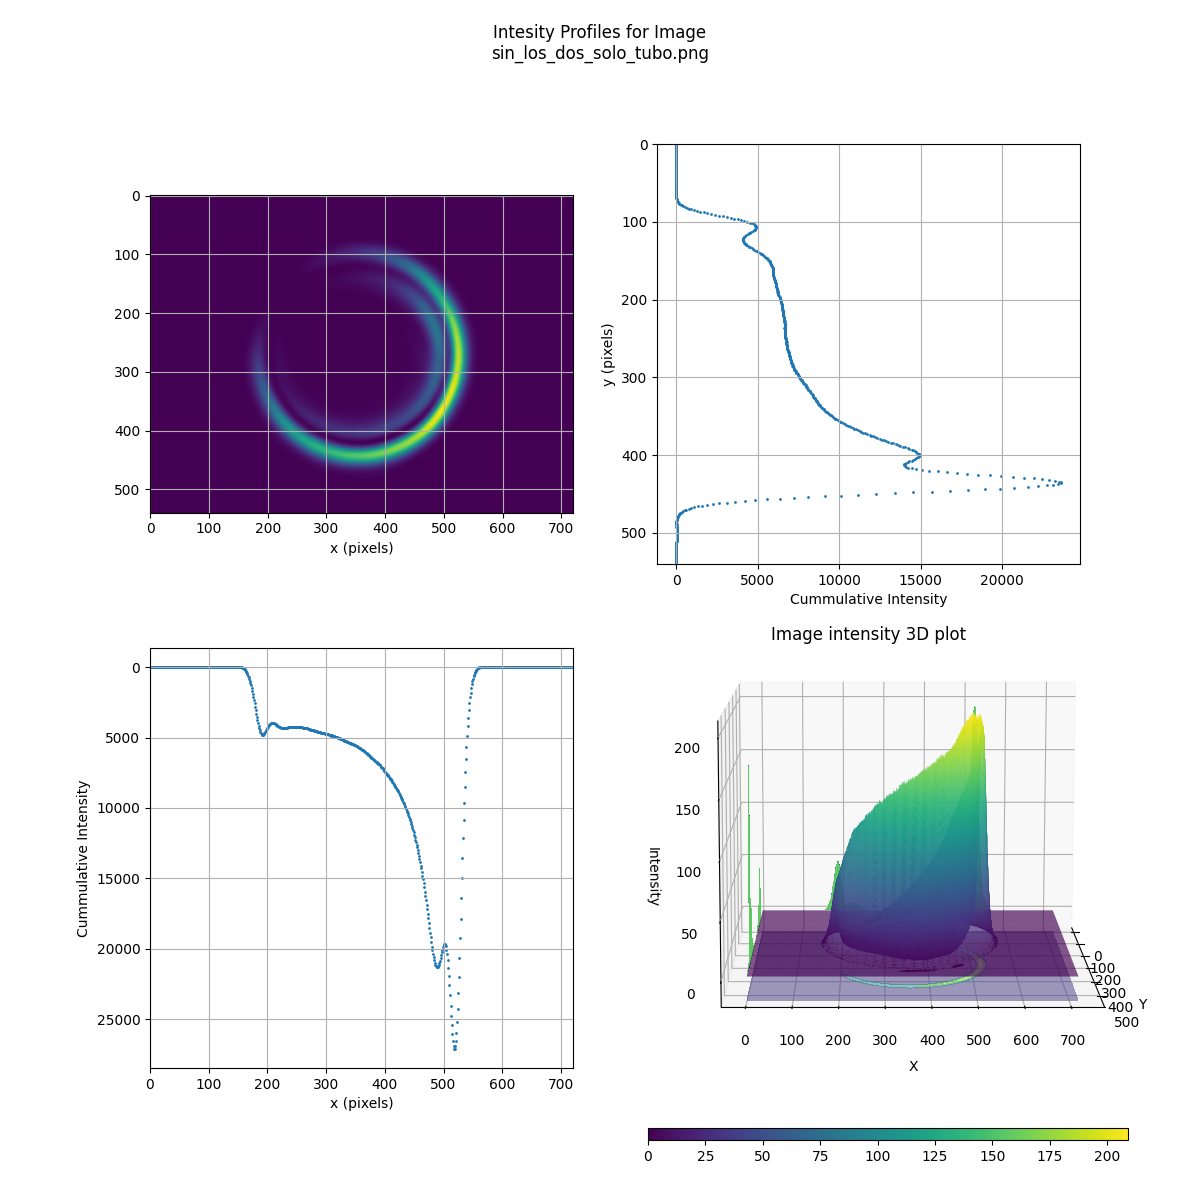 Intesity Profiles for Image
sin_los_dos_solo_tubo.png
0
100
200
300
400
500
0 100 200 300 400 500 600 700
x (pixels)
0
100
200
300
400
500
y (pixels)
0 5000 10000 15000 20000
Cummulative Intensity
0
5000
10000
15000
20000
25000
Cummulative Intensity
0 100 200 300 400 500 600 700
x (pixels)
Image intensity 3D plot
200
150
100
50
0
Intensity
0
100
200
300
400
500
Y
0 100 200 300 400 500 600 700
X
0 25 50 75 100 125 150 175 200